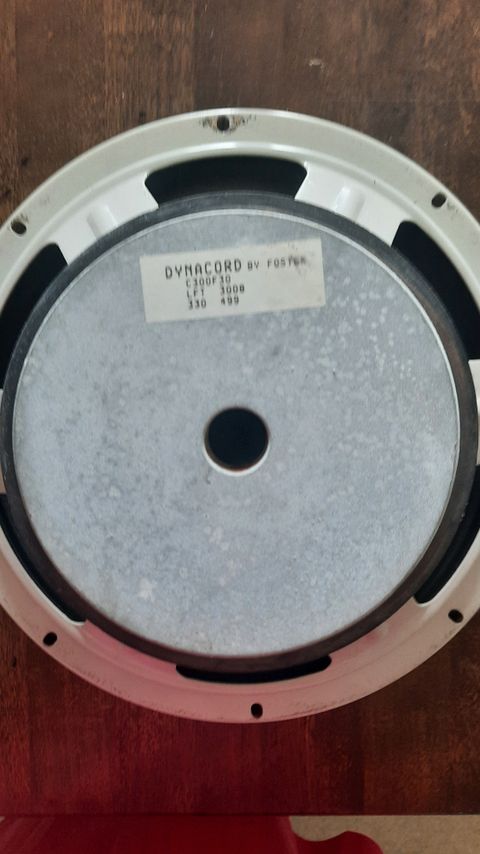 DYNACORD BY FOSTER
C300F30
LFT 3008
330 499